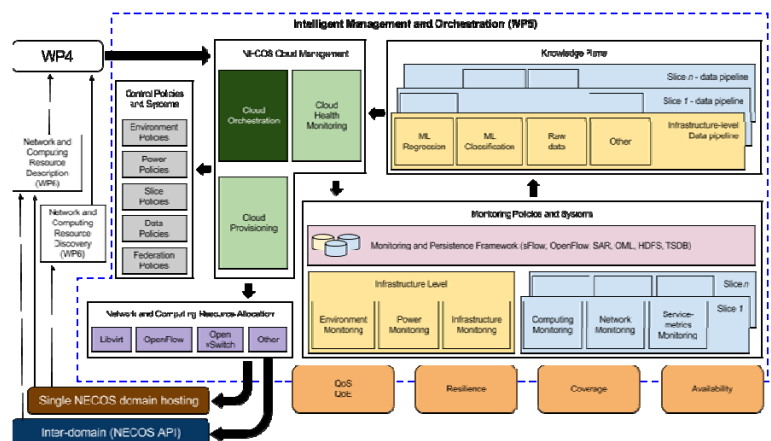 Intelligent Management and Orchestration (WP5)
WP4
NECOS Cloud Management
Cloud
Orchestration
Cloud
Health
Monitoring
Cloud
Provisioning
Control Policies
and Systems
Environment
Policies
Power
Policies
Slice
Policies
Data
Policies
Federation
Policies
Network and
Computing
Resource
Description
(WP6)
Network and
Computing
Resource
Discovery
(WP6)
Knowledge Plane
Slice n - data pipeline
Slice 1 - data pipeline
Infrastructure-level
Data pipeline
ML
Regression
ML
Classification
Raw
data
Other
Monitoring Policies and Systems
Monitoring and Persistence Framework (sFlow, OpenFlow. SAR, OML, HDFS, TSDB)
Infrastructure Level
Environment
Monitoring
Power
Monitoring
Infrastructure
Monitoring
Slice n
Slice 1
Computing
Monitoring
Network
Monitoring
Service-
metrics
Monitoring
Network and Computing Resource Allocation
Libvirt
OpenFlow
Open
vSwitch
Other
QoS
QoE
Resilience
Coverage
Availability
Single NECOS domain hosting
Inter-domain (NECOS API)